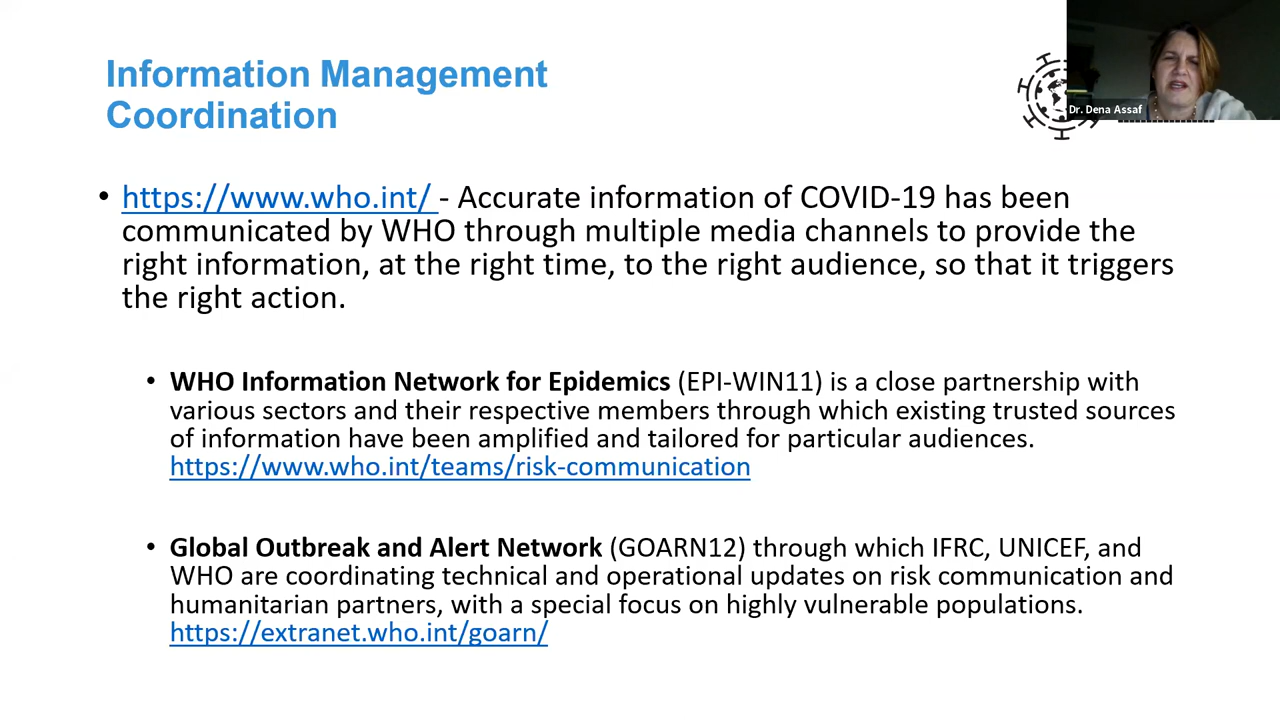 Information Management
Coordination
Dr. Dena Assaf
• https://www.who.int/ - Accurate information of COVID-19 has been
communicated by WHO through multiple media channels to provide the
right information, at the right time, to the right audience, so that it triggers
the right action.
• WHO Information Network for Epidemics (EPI-WIN11) is a close partnership with
various sectors and their respective members through which existing trusted sources
of information have been amplified and tailored for particular audiences.
https://www.who.int/teams/risk-communication
• Global Outbreak and Alert Network (GOARN12) through which IFRC, UNICEF, and
WHO are coordinating technical and operational updates on risk communication and
humanitarian partners, with a special focus on highly vulnerable populations.
https://extranet.who.int/goarn/